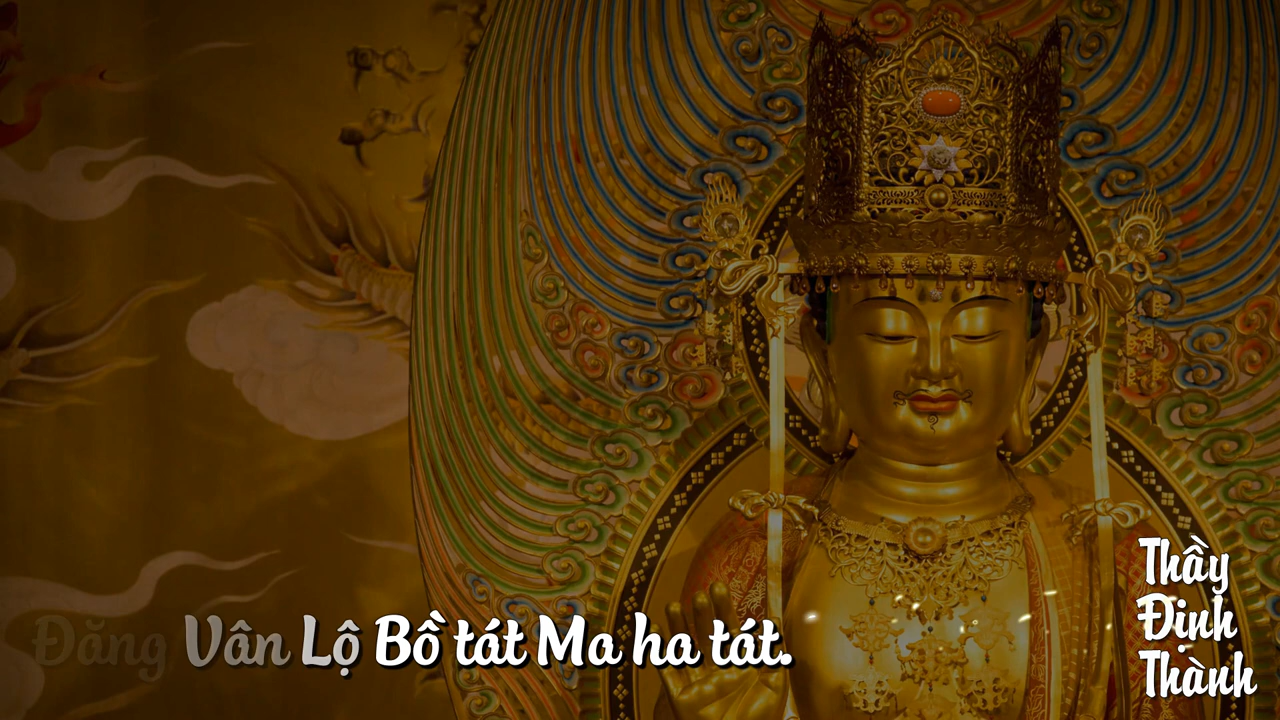 Đăng Vân Lộ Bồ tát Ma ha tát.
Thầy
Định
Thành